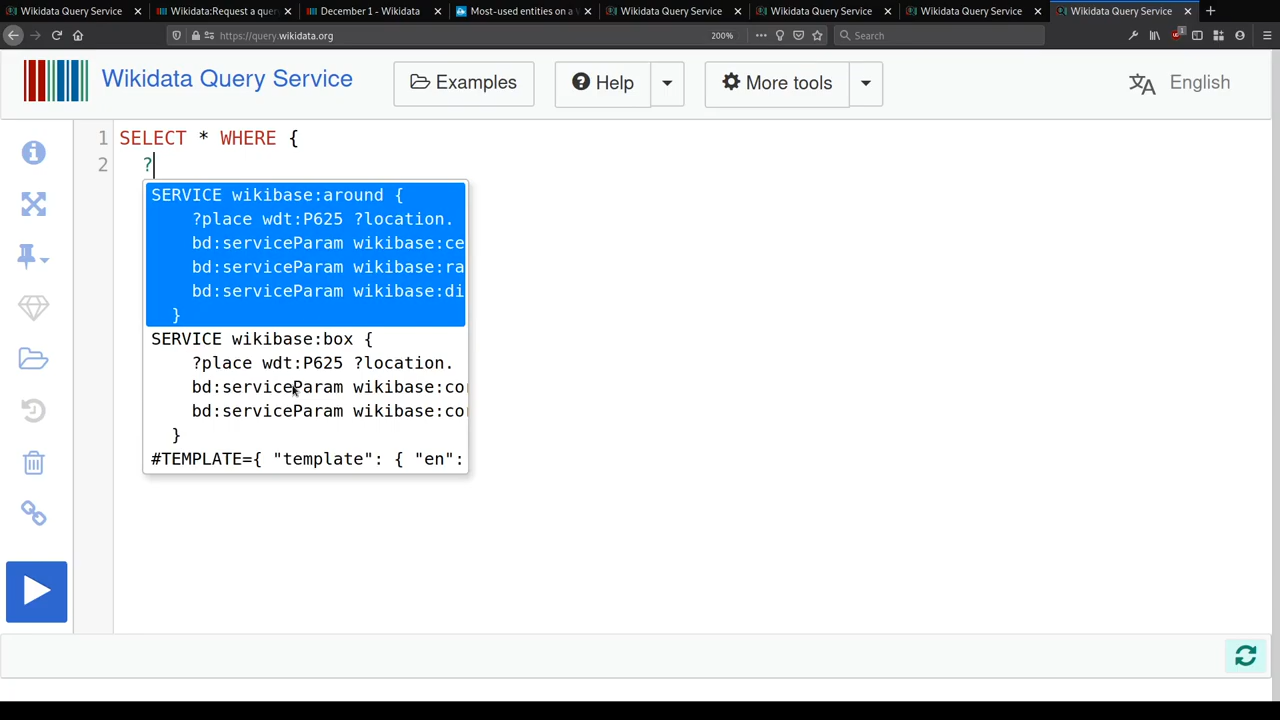 Wikidata Query Service
Wikidata:Request a quer
December 1 - Wikidata
Most-used entities on a
Wikidata Query Service
Wikidata Query Service
Wikidata Query Service
Wikidata Query Service
https://query.wikidata.org
200%
Search
Wikidata Query Service
Examples
Help
More tools
English
1 SELECT * WHERE {
2 ?
SERVICE wikibase:around {
?place wdt:P625 ?location.
bd:serviceParam wikibase:ce
bd:serviceParam wikibase:ra
bd:serviceParam wikibase:di
}
SERVICE wikibase:box {
?place wdt:P625 ?location.
bd:serviceParam wikibase:co
bd:serviceParam wikibase:co
}
#TEMPLATE={ "template": { "en":